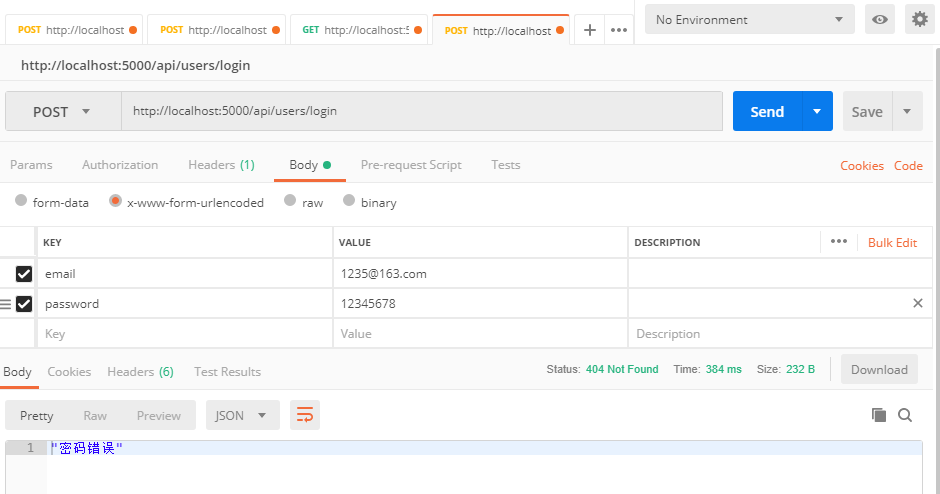 POST http://localhost POST http://localhost GET http://localhost:5 POST http://localhost No Environment
http://localhost:5000/api/users/login
POST http://localhost:5000/api/users/login Send Save
Params Authorization Headers (1) Body Pre-request Script Tests Cookies Code
form-data x-www-form-urlencoded raw binary
KEY VALUE DESCRIPTION Bulk Edit
email 1235@163.com
password 12345678
Key Value Description
Body Cookies Headers (6) Test Results Status: 404 Not Found Time: 384 ms Size: 232 B Download
Pretty Raw Preview JSON
1 "密码错误"